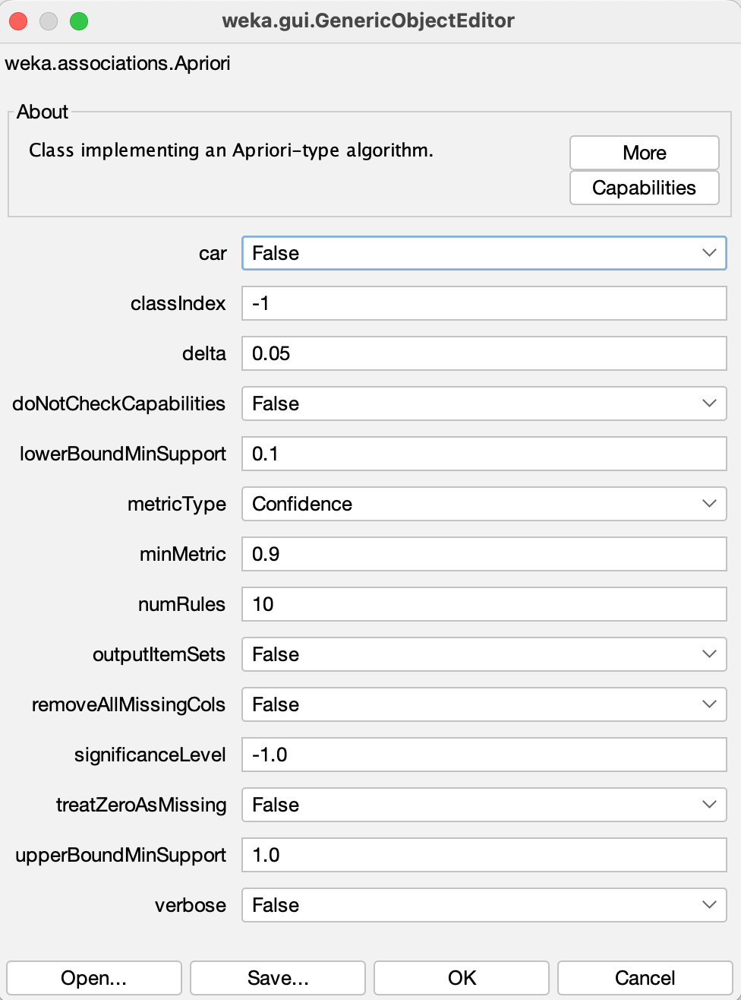 weka.gui.GenericObjectEditor
weka.associations.Apriori
About
Class implementing an Apriori-type algorithm.
More
Capabilities
car False
classIndex -1
delta 0.05
doNotCheckCapabilities False
lowerBoundMinSupport 0.1
metricType Confidence
minMetric 0.9
numRules 10
outputItemSets False
removeAllMissingCols False
significanceLevel -1.0
treatZeroAsMissing False
upperBoundMinSupport 1.0
verbose False
Open... Save... OK Cancel